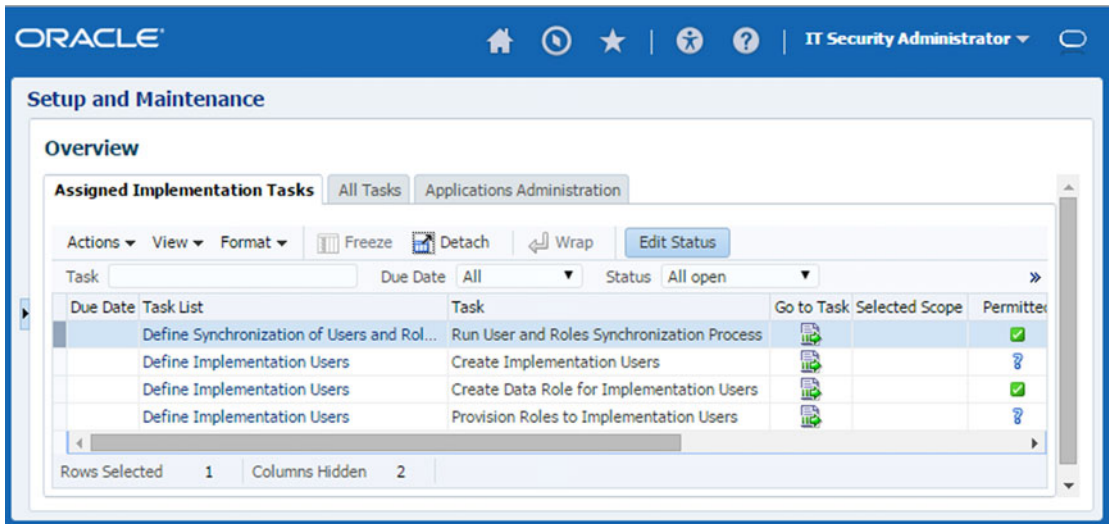 ORACLE IT Security Administrator
Setup and Maintenance
Overview
Assigned Implementation Tasks All Tasks Applications Administration
Actions View Format Freeze Detach Wrap Edit Status
Task Due Date All Status All open »
Due Date Task List Task Go to Task Selected Scope Permitted
Define Synchronization of Users and Rol... Run User and Roles Synchronization Process
Define Implementation Users Create Implementation Users ?
Define Implementation Users Create Data Role for Implementation Users
Define Implementation Users Provision Roles to Implementation Users ?
Rows Selected 1 Columns Hidden 2